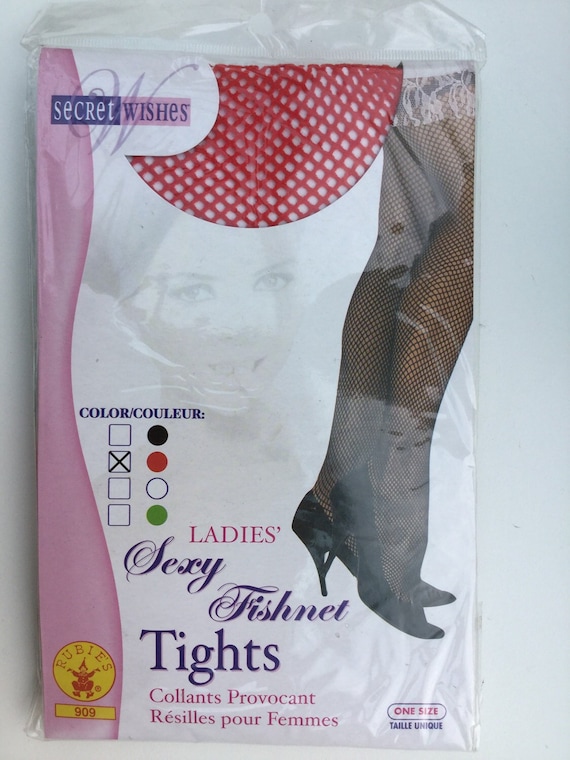 SECRET WISHES
COLOR/COULEUR:
LADIES'
Sexy
Fishnet
Tights
Collants Provocant
Résilles pour Femmes
RUBIE'S
®
909
ONE SIZE
TAILLE UNIQUE